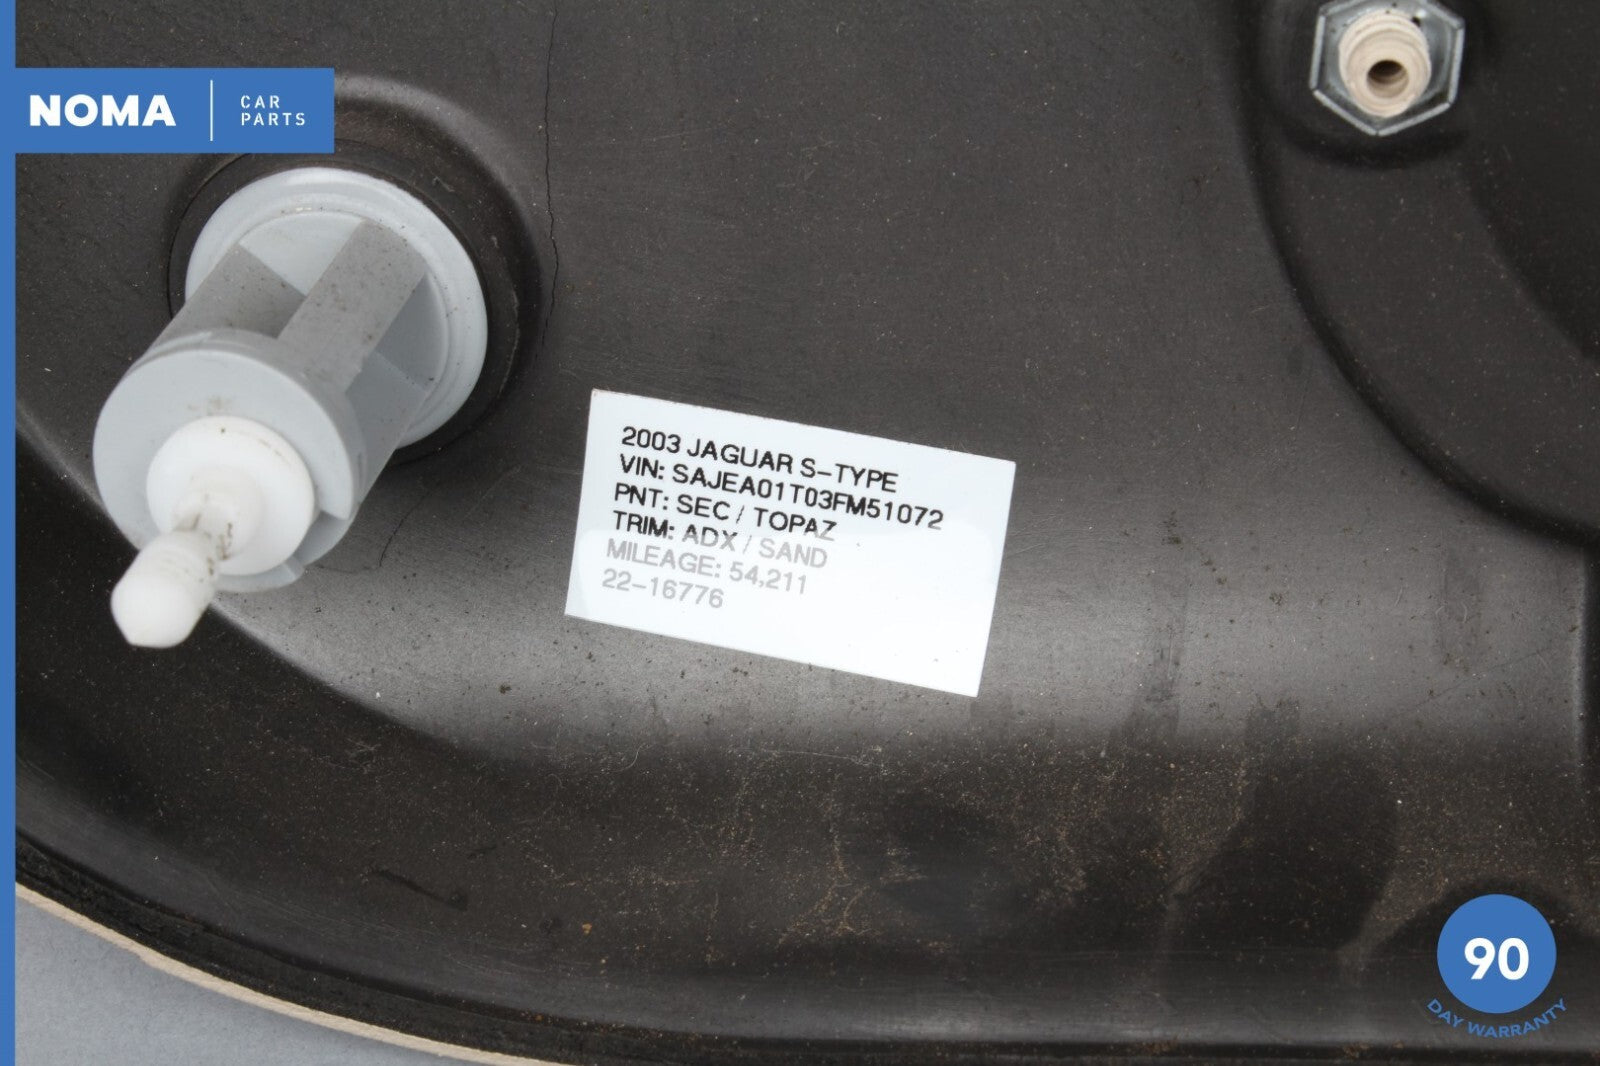 NOMA
CAR
PARTS
2003 JAGUAR S-TYPE
VIN: SAJEA01T03FM51072
PNT: SEC / TOPAZ
TRIM: ADX / SAND
MILEAGE: 54,211
22-16776
90
DAY WARRANTY